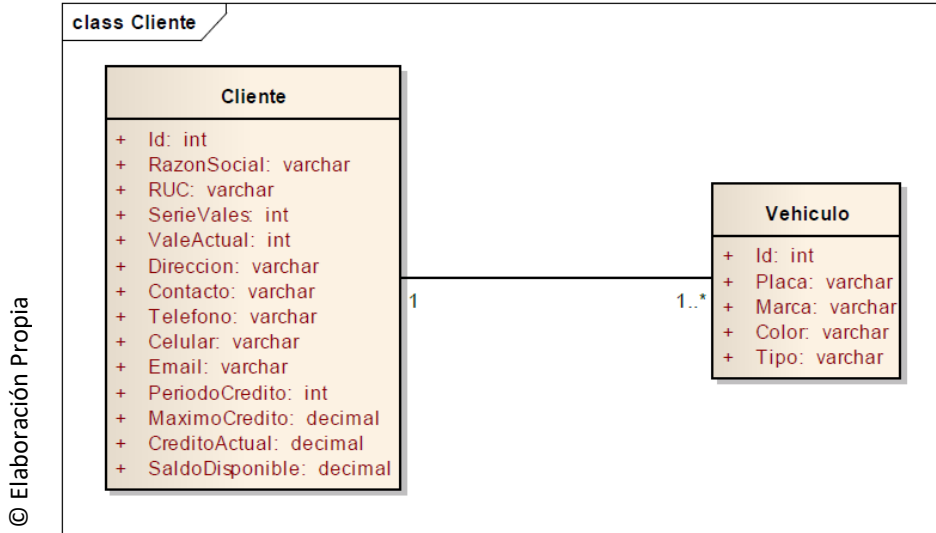 class Cliente
Cliente
+ Id: int
+ RazonSocial: varchar
+ RUC: varchar
+ SerieVales: int
+ ValeActual: int
+ Direccion: varchar
+ Contacto: varchar
+ Telefono: varchar
+ Celular: varchar
+ Email: varchar
+ PeriodoCredito: int
+ MaximoCredito: decimal
+ CreditoActual: decimal
+ SaldoDisponible: decimal
1
1..*
Vehiculo
+ Id: int
+ Placa: varchar
+ Marca: varchar
+ Color: varchar
+ Tipo: varchar
© Elaboración Propia